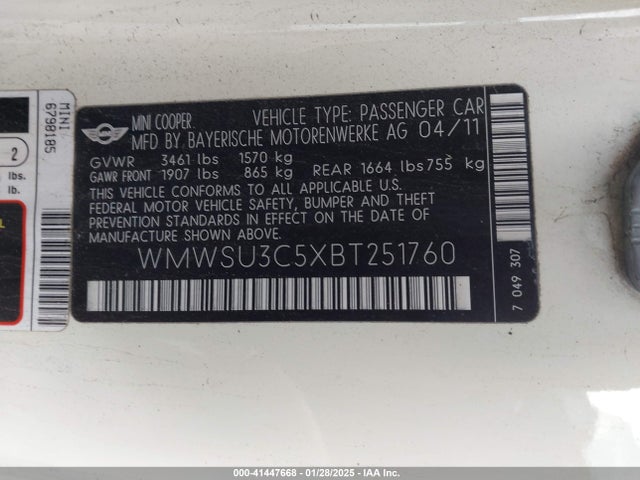 MINI COOPER VEHICLE TYPE: PASSENGER CAR
MFD BY BAYERISCHE MOTORENWERKE AG 04/11
GVWR 3461 lbs 1570 kg
GAWR FRONT 1907 lbs 865 kg REAR 1664 lbs 755 kg
THIS VEHICLE CONFORMS TO ALL APPLICABLE U.S.
FEDERAL MOTOR VEHICLE SAFETY, BUMPER AND THEFT
PREVENTION STANDARDS IN EFFECT ON THE DATE OF
MANUFACTURE SHOWN ABOVE.
WMWSU3C5XBT251760
7 049 307
MINI
6798185
2
lbs.
lb.
000-41447668 - 01/28/2025 - IAA Inc.